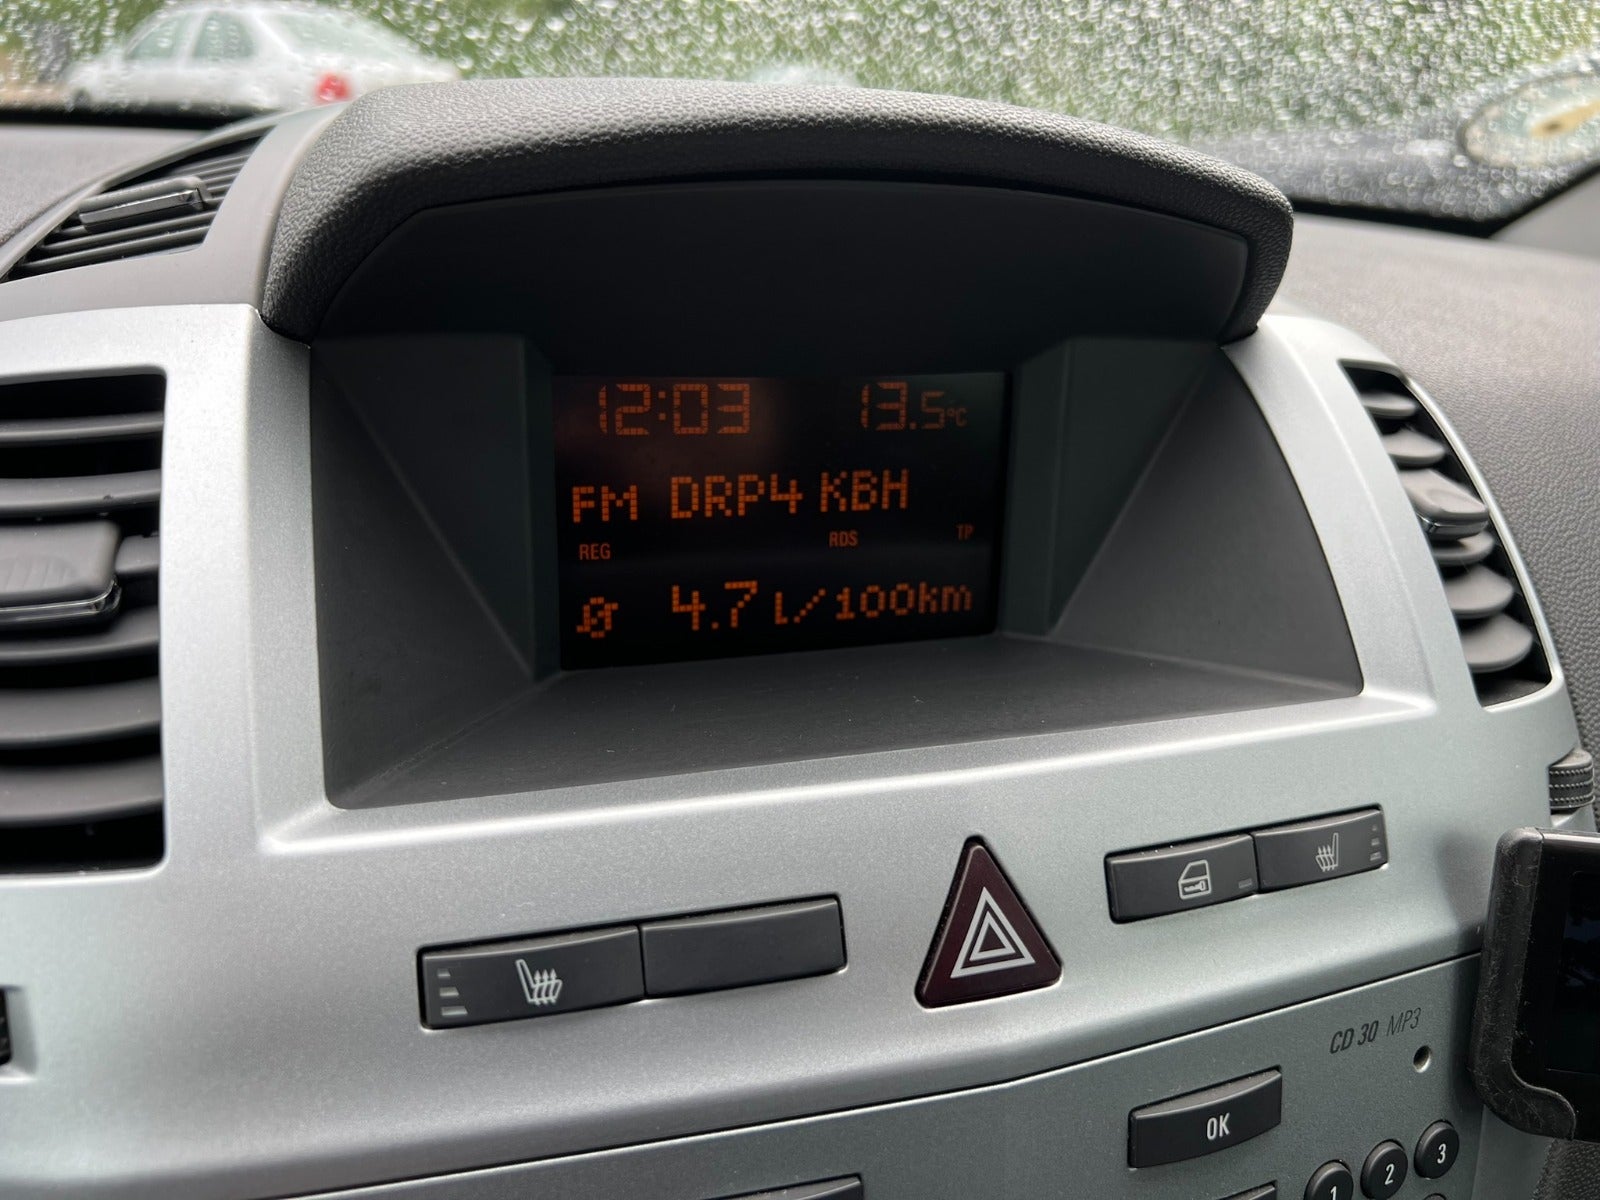 12:03 13.5°C
FM DRP4 KBH
REG RDS TP
4.7 l/100km
CD 30 MP3
OK
1 2 3